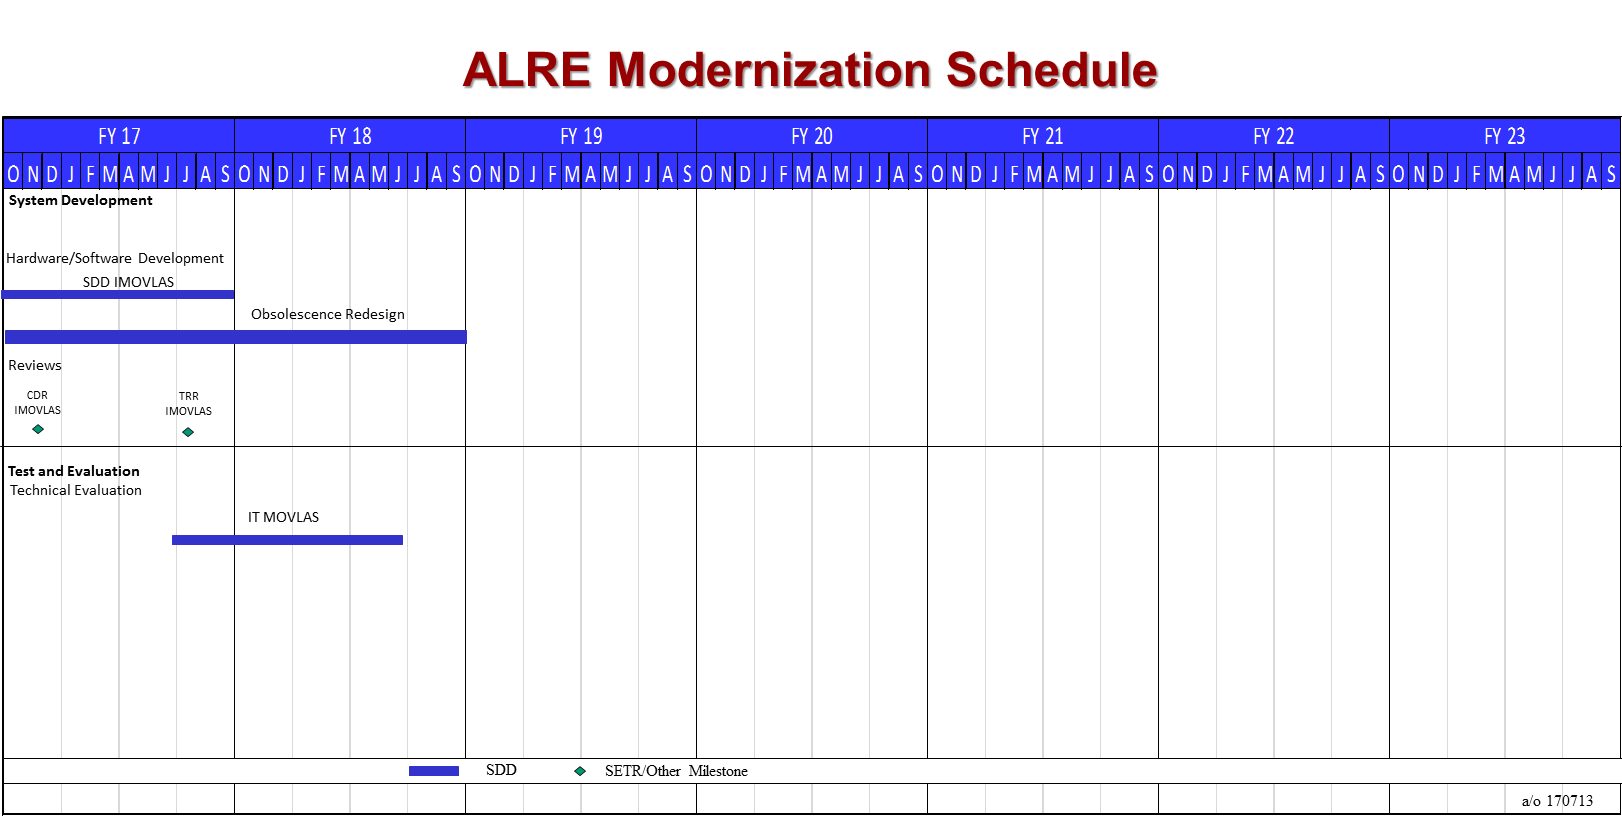 ALRE Modernization Schedule
FY 17 FY 18 FY 19 FY 20 FY 21 FY 22 FY 23
O N D J F M A M J J A S O N D J F M A M J J A S O N D J F M A M J J A S O N D J F M A M J J A S O N D J F M A M J J A S O N D J F M A M J J A S O N D J F M A M J J A S
System Development
Hardware/Software Development
SDD IMOVLAS
Obsolescence Redesign
Reviews
CDR
IMOVLAS
TRR
IMOVLAS
Test and Evaluation
Technical Evaluation
IT MOVLAS
SDD SETR/Other Milestone
a/o 170713